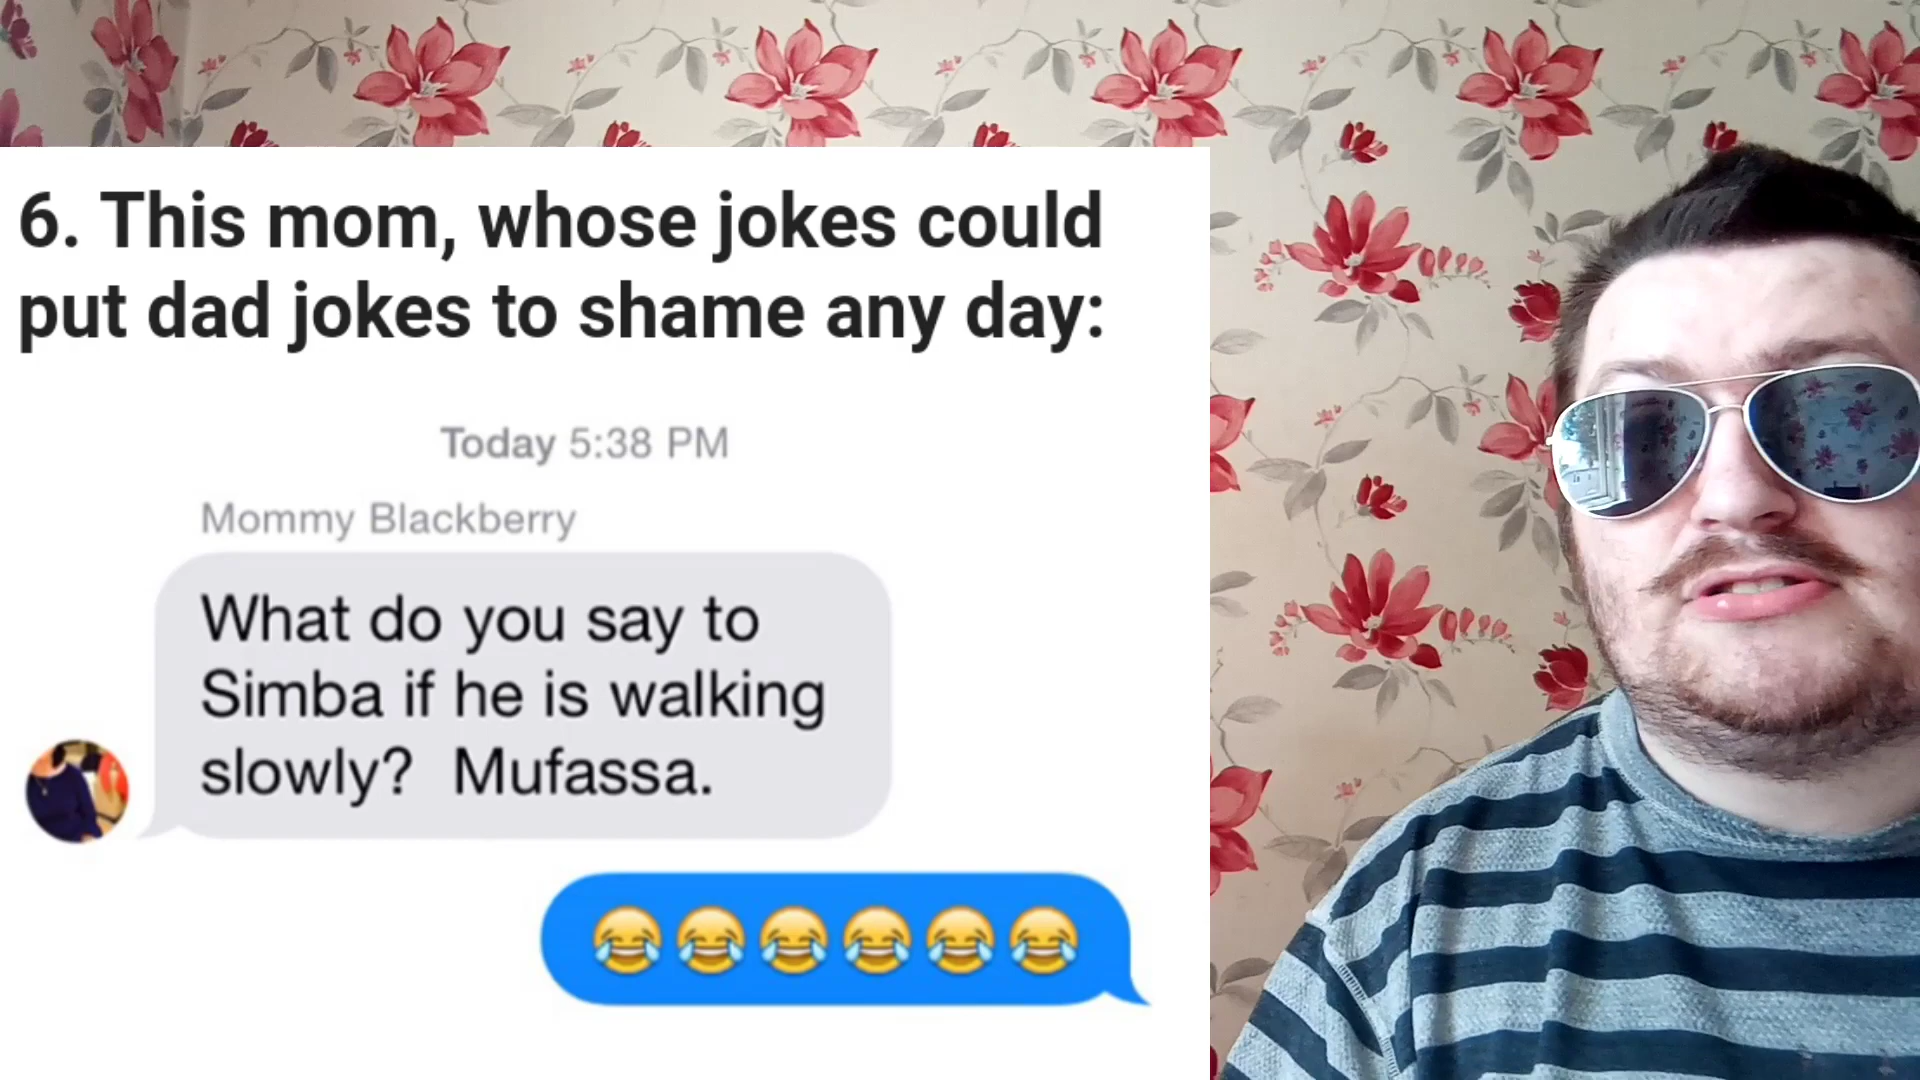 6. This mom, whose jokes could
put dad jokes to shame any day:
Today 5:38 PM
Mommy Blackberry
What do you say to
Simba if he is walking
slowly? Mufassa.
😂😂😂😂😂😂